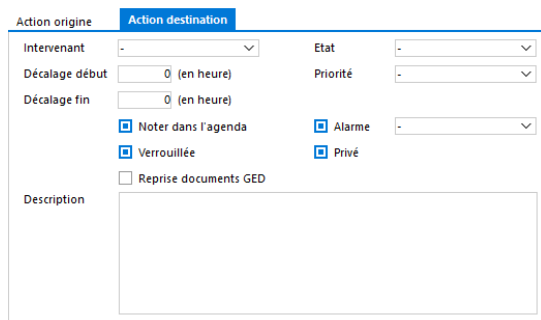 Action origine Action destination
Intervenant - Etat -
Décalage début 0 (en heure) Priorité -
Décalage fin 0 (en heure)
Noter dans l'agenda Alarme -
Verrouillée Privé
Reprise documents GED
Description